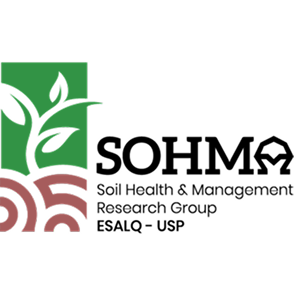 SOHMA
Soil Health & Management
Research Group
ESALQ - USP